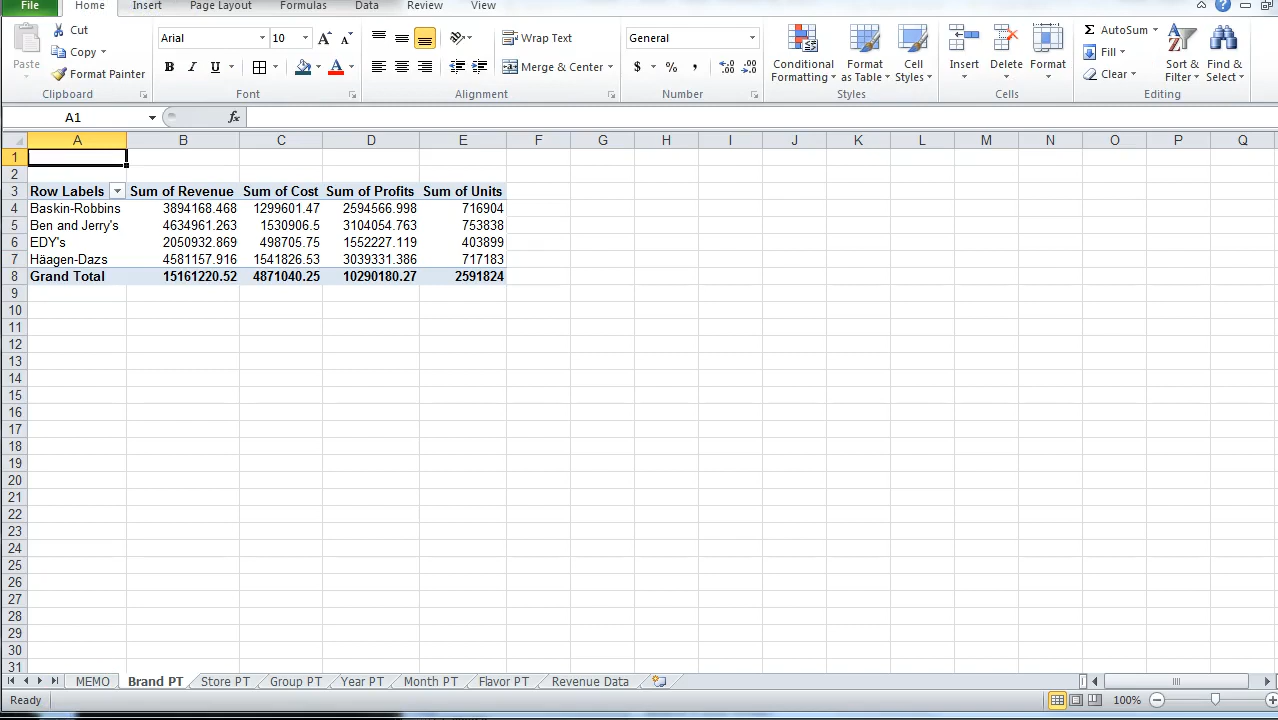 File Home Insert Page Layout Formulas Data Review View
Paste Cut Copy Format Painter
Clipboard
Arial 10
B I U A
Font
Wrap Text
Merge & Center
Alignment
General
$ % ,
Number
Conditional Formatting
Format as Table
Cell Styles
Styles
Insert Delete Format
Cells
Σ AutoSum
Fill
Clear
Sort & Filter
Find & Select
Editing
A1 fx
A B C D E F G H I J K L M N O P Q
1
2
3 Row Labels Sum of Revenue Sum of Cost Sum of Profits Sum of Units
4 Baskin-Robbins 3894168.468 1299601.47 2594566.998 716904
5 Ben and Jerry's 4634961.263 1530906.5 3104054.763 753838
6 EDY's 2050932.869 498705.75 1552227.119 403899
7 Häagen-Dazs 4581157.916 1541826.53 3039331.386 717183
8 Grand Total 15161220.52 4871040.25 10290180.27 2591824
9
10
11
12
13
14
15
16
17
18
19
20
21
22
23
24
25
26
27
28
29
30
31
MEMO Brand PT Store PT Group PT Year PT Month PT Flavor PT Revenue Data
Ready 100%